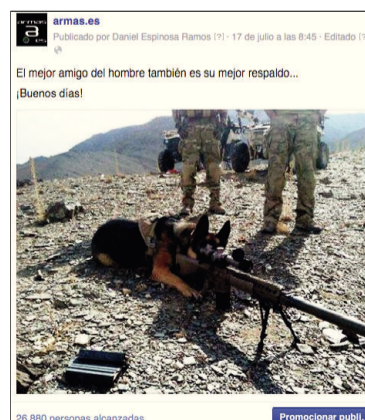 armas.es
Publicado por Daniel Espinosa Ramos [?] · 17 de julio a las 8:45 · Editado [?]
El mejor amigo del hombre también es su mejor respaldo...
¡Buenos días!
26.880 personas alcanzadas
Promocionar publi.